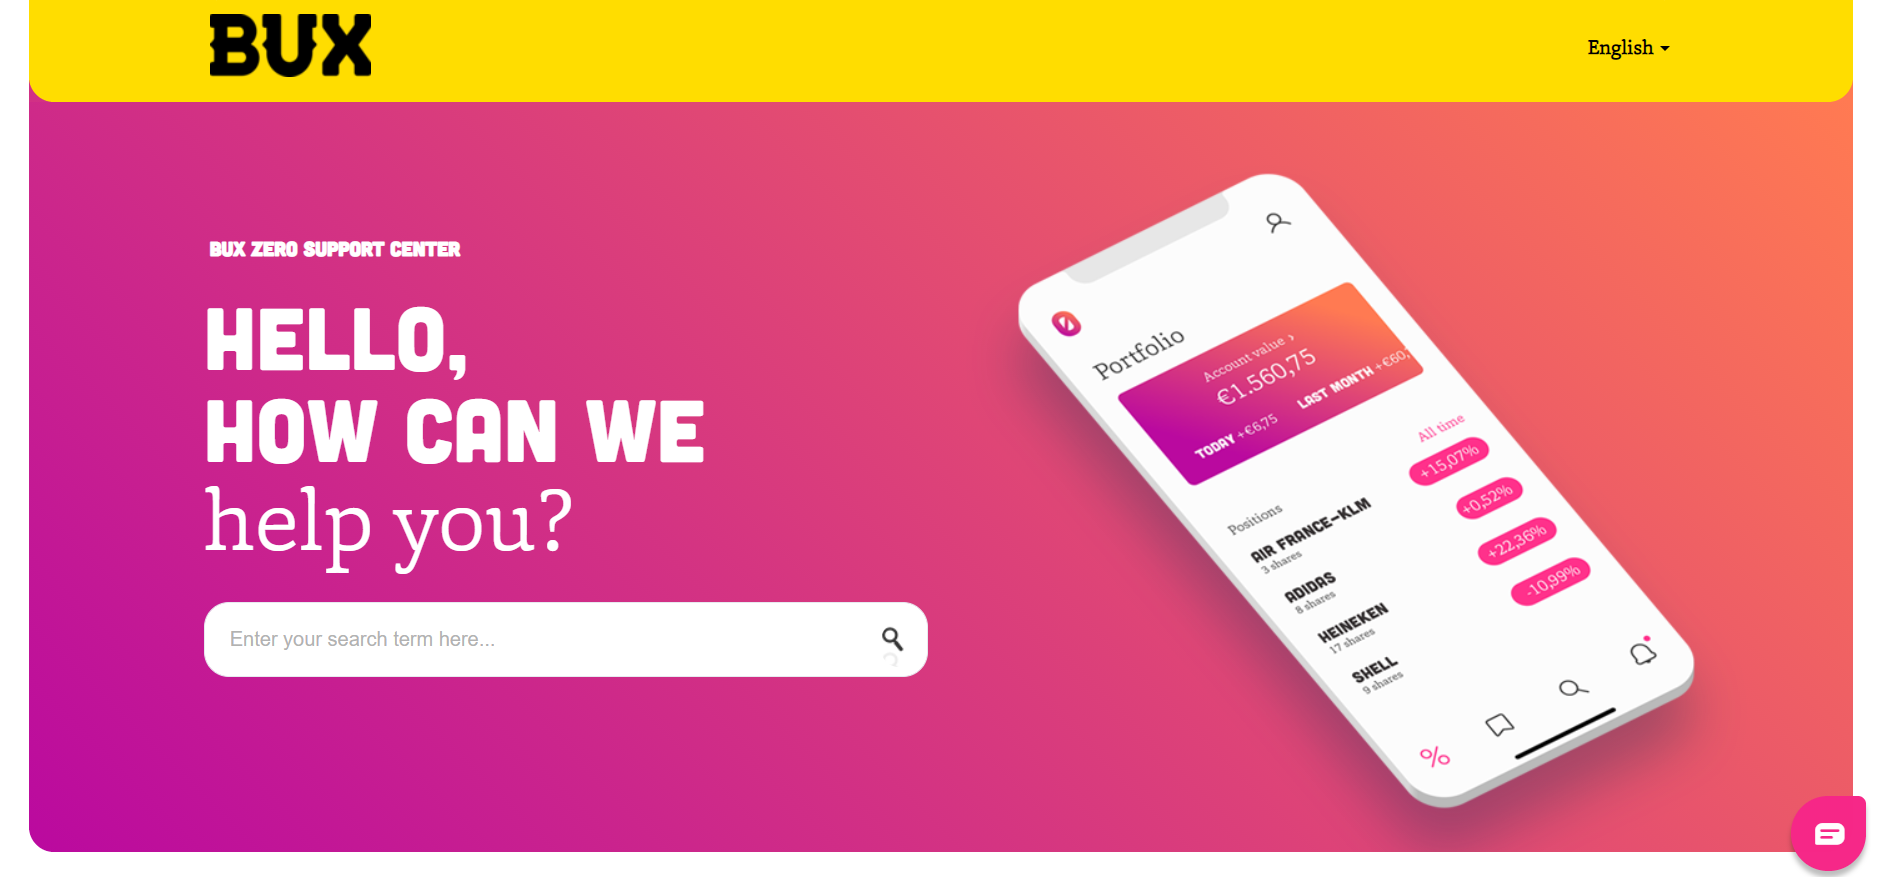 BUX
English
BUX ZERO SUPPORT CENTER
HELLO,
HOW CAN WE
help you?
Enter your search term here...
Portfolio
Account value ›
€1.560,75
TODAY +€6,75 LAST MONTH +€60,
All time
Positions
AIR FRANCE-KLM
3 shares
+15,07%
ADIDAS
8 shares
+0,52%
HEINEKEN
17 shares
+22,36%
SHELL
9 shares
-10,99%
%